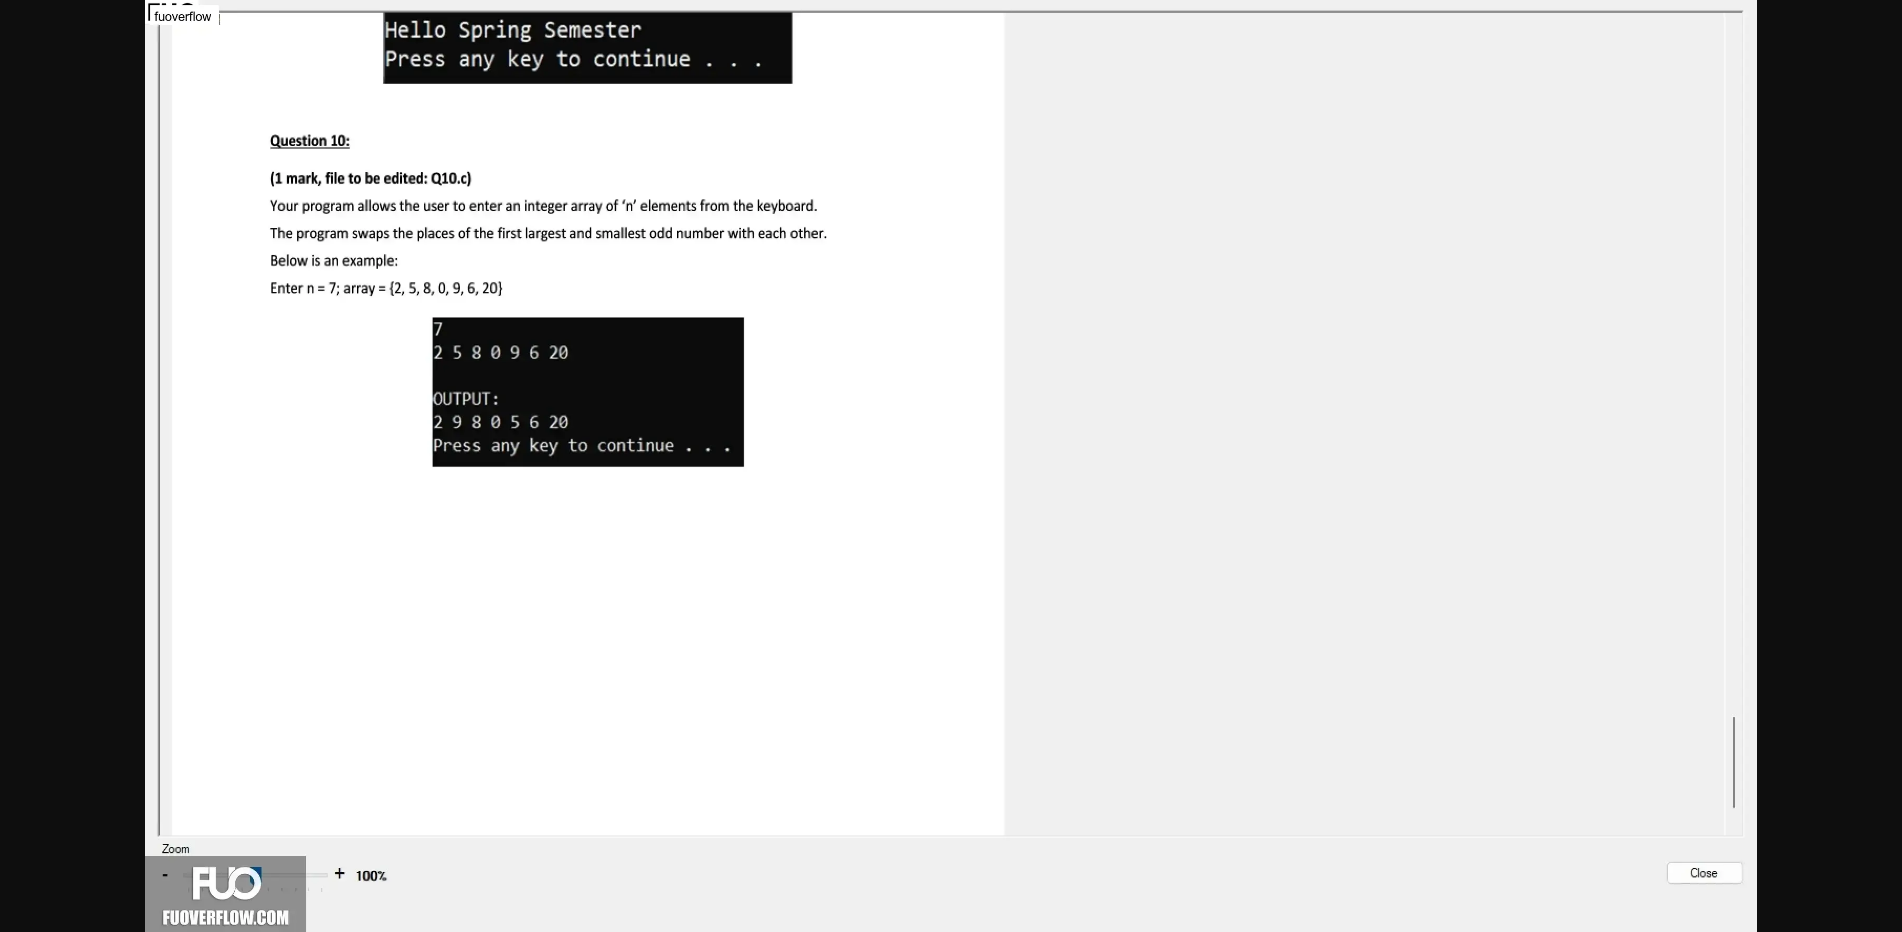 fuoverflow
Hello Spring Semester
Press any key to continue . . .
Question 10:
(1 mark, file to be edited: Q10.c)
Your program allows the user to enter an integer array of ‘n’ elements from the keyboard.
The program swaps the places of the first largest and smallest odd number with each other.
Below is an example:
Enter n = 7; array = {2, 5, 8, 0, 9, 6, 20}
7
2 5 8 0 9 6 20
OUTPUT:
2 9 8 0 5 6 20
Press any key to continue . . .
Zoom
- + 100%
Close
FUO
FUOVERFLOW.COM